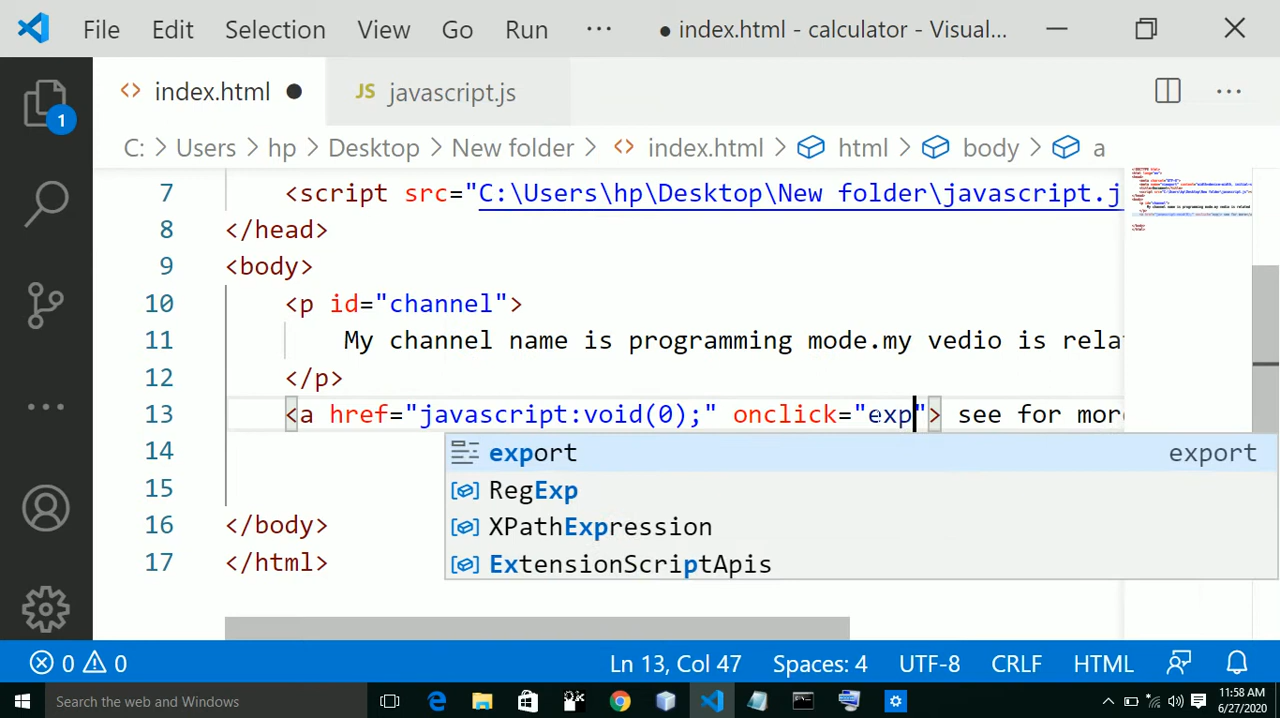 File Edit Selection View Go Run ··· ● index.html - calculator - Visual...
index.html ● JS javascript.js ···
C: > Users > hp > Desktop > New folder > index.html > html > body > a
7 <script src="C:\Users\hp\Desktop\New folder\javascript.j
8 </head>
9 <body>
10 <p id="channel">
11 My channel name is programming mode.my vedio is rela
12 </p>
13 <a href="javascript:void(0);" onclick="exp"> see for more
14
15
16 </body>
17 </html>
export export
RegExp
XPathExpression
ExtensionScriptApis
1
0 0 Ln 13, Col 47 Spaces: 4 UTF-8 CRLF HTML
Search the web and Windows 11:58 AM
6/27/2020